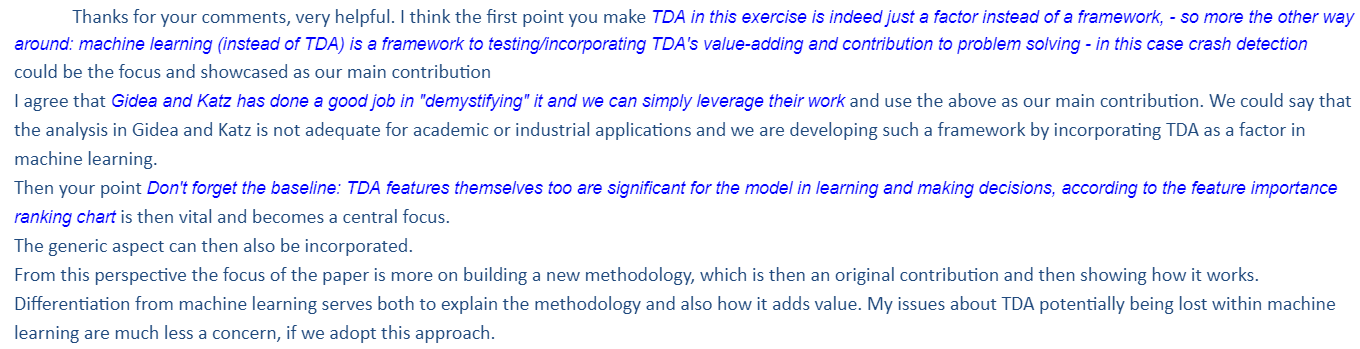 Thanks for your comments, very helpful. I think the first point you make TDA in this exercise is indeed just a factor instead of a framework, - so more the other way
around: machine learning (instead of TDA) is a framework to testing/incorporating TDA's value-adding and contribution to problem solving - in this case crash detection
could be the focus and showcased as our main contribution
I agree that Gidea and Katz has done a good job in "demystifying" it and we can simply leverage their work and use the above as our main contribution. We could say that
the analysis in Gidea and Katz is not adequate for academic or industrial applications and we are developing such a framework by incorporating TDA as a factor in
machine learning.
Then your point Don't forget the baseline: TDA features themselves too are significant for the model in learning and making decisions, according to the feature importance
ranking chart is then vital and becomes a central focus.
The generic aspect can then also be incorporated.
From this perspective the focus of the paper is more on building a new methodology, which is then an original contribution and then showing how it works.
Differentiation from machine learning serves both to explain the methodology and also how it adds value. My issues about TDA potentially being lost within machine
learning are much less a concern, if we adopt this approach.